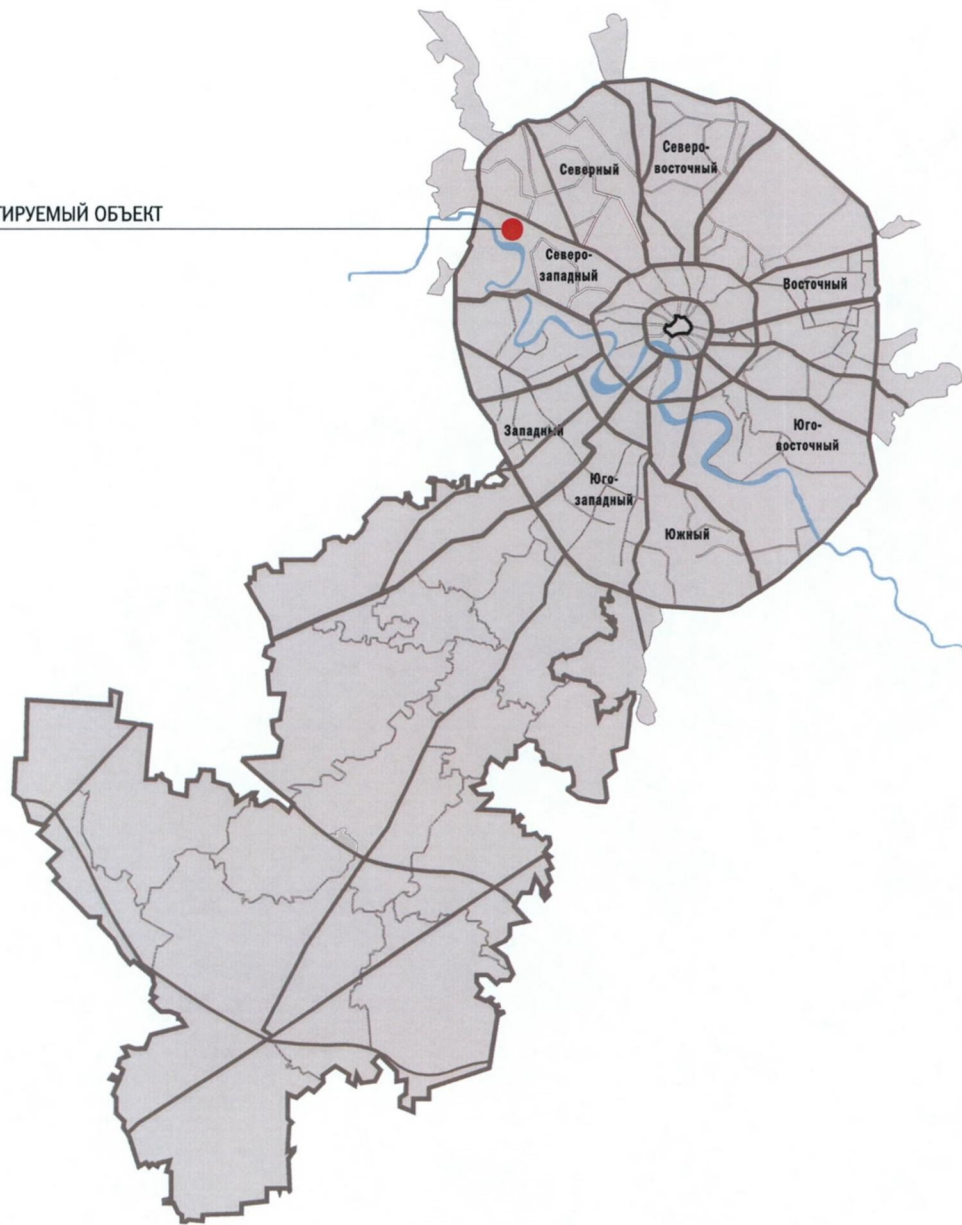 ТИРУЕМЫЙ ОБЪЕКТ
Северный
Северо-
восточный
Северо-
западный
Восточный
Западный
Юго-
восточный
Юго-
западный
Южный